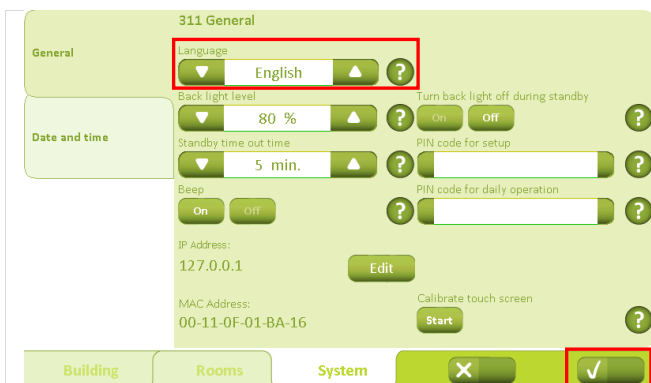 311 General
General
Date and time
Language
English
?
Back light level
80 %
?
Turn back light off during standby
On Off
?
Standby time out time
5 min.
?
PIN code for setup
?
Beep
On Off
?
PIN code for daily operation
?
IP Address:
127.0.0.1
Edit
MAC Address:
00-11-0F-01-BA-16
Calibrate touch screen
Start
?
Building Rooms System